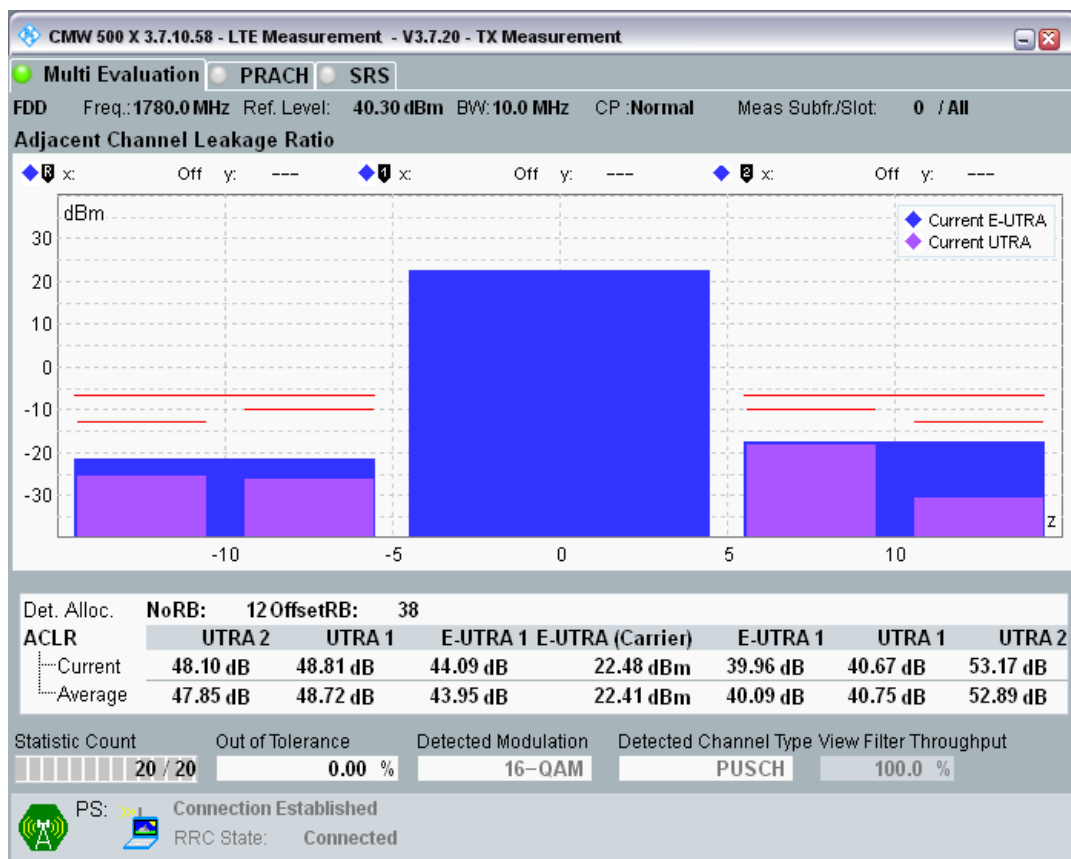 CMW 500 X 3.7.10.58 - LTE Measurement - V3.7.20 - TX Measurement
Multi Evaluation PRACH SRS
FDD Freq.: 1780.0 MHz Ref. Level: 40.30 dBm BW: 10.0 MHz CP : Normal Meas Subfr./Slot: 0 / All
Adjacent Channel Leakage Ratio
R x: Off y: --- 1 x: Off y: --- 2 x: Off y: ---
dBm
Current E-UTRA
Current UTRA
30
20
10
0
-10
-20
-30
z
-10 -5 0 5 10
Det. Alloc. NoRB: 12 OffsetRB: 38
ACLR UTRA 2 UTRA 1 E-UTRA 1 E-UTRA (Carrier) E-UTRA 1 UTRA 1 UTRA 2
Current 48.10 dB 48.81 dB 44.09 dB 22.48 dBm 39.96 dB 40.67 dB 53.17 dB
Average 47.85 dB 48.72 dB 43.95 dB 22.41 dBm 40.09 dB 40.75 dB 52.89 dB
Statistic Count Out of Tolerance Detected Modulation Detected Channel Type View Filter Throughput
20 / 20 0.00 % 16-QAM PUSCH 100.0 %
PS: Connection Established
RRC State: Connected